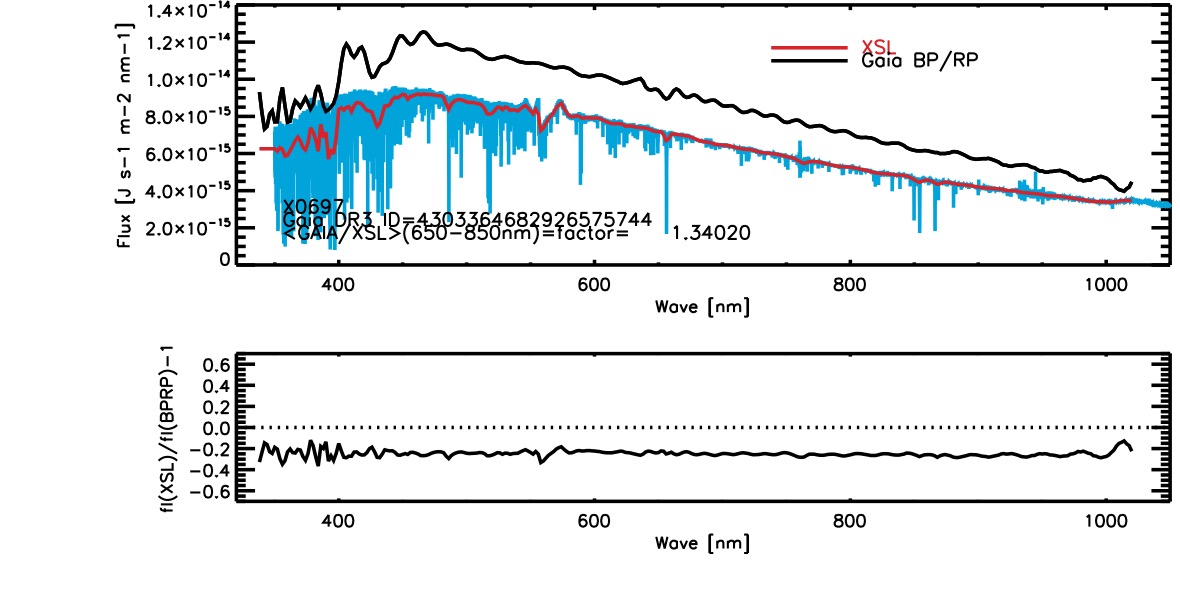 1.4×10−14
1.2×10−14
1.0×10−14
8.0×10−15
6.0×10−15
4.0×10−15
2.0×10−15
0
Flux [J s−1 m−2 nm−1]
XSL
Gaia BP/RP
X0697
Gaia DR3 ID=4303364682926575744
<GAIA/XSL>(650−850nm)=factor= 1.34020
400 600 800 1000
Wave [nm]
0.6
0.4
0.2
0.0
−0.2
−0.4
−0.6
fl(XSL)/fl(BPRP)−1
400 600 800 1000
Wave [nm]